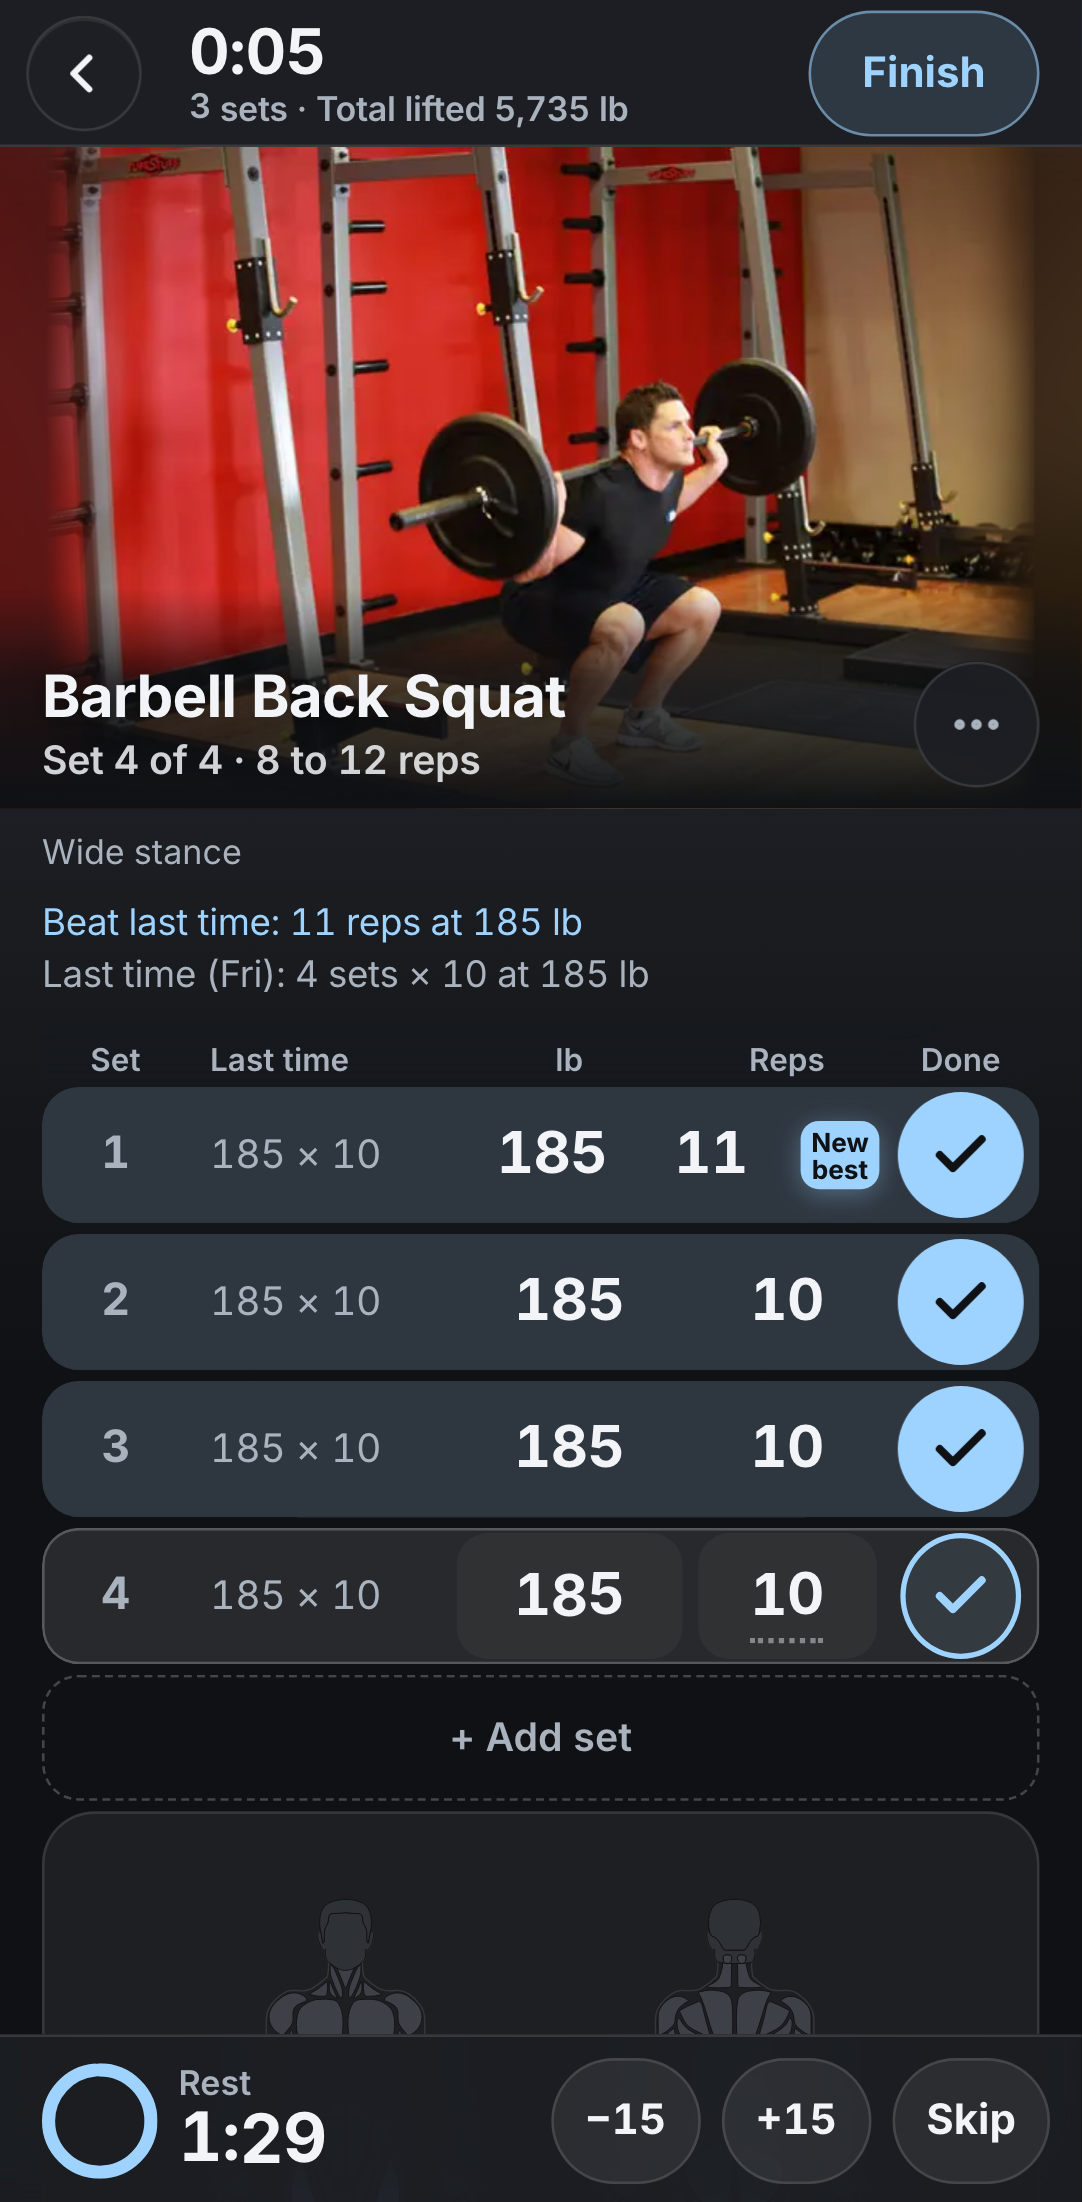 0:05
3 sets · Total lifted 5,735 lb
Finish
Barbell Back Squat
Set 4 of 4 · 8 to 12 reps
Wide stance
Beat last time: 11 reps at 185 lb
Last time (Fri): 4 sets × 10 at 185 lb
Set Last time lb Reps Done
1 185 × 10 185 11 New best
2 185 × 10 185 10
3 185 × 10 185 10
4 185 × 10 185 10
+ Add set
Rest
1:29
−15 +15 Skip